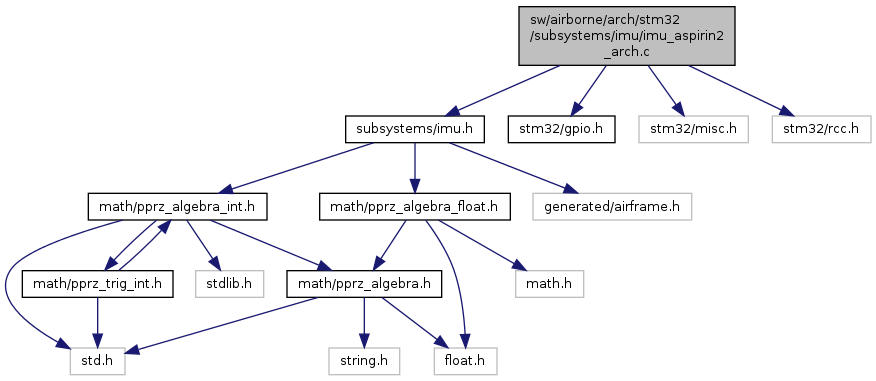 sw/airborne/arch/stm32
/subsystems/imu/imu_aspirin2
_arch.c
subsystems/imu.h
stm32/gpio.h
stm32/misc.h
stm32/rcc.h
math/pprz_algebra_int.h
math/pprz_algebra_float.h
generated/airframe.h
math/pprz_trig_int.h
stdlib.h
math/pprz_algebra.h
math.h
std.h
string.h
float.h